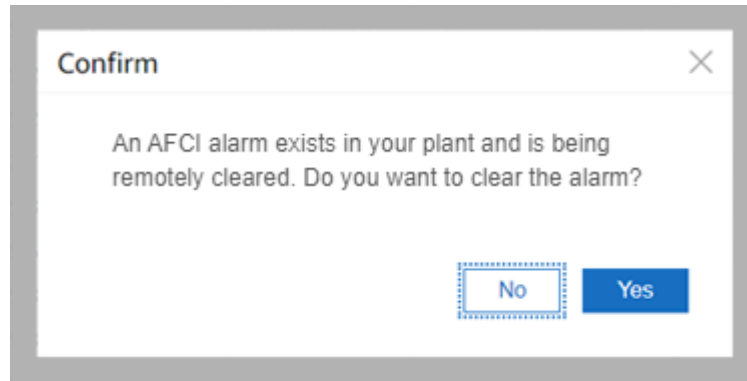 Confirm
An AFCI alarm exists in your plant and is being
remotely cleared. Do you want to clear the alarm?
No
Yes